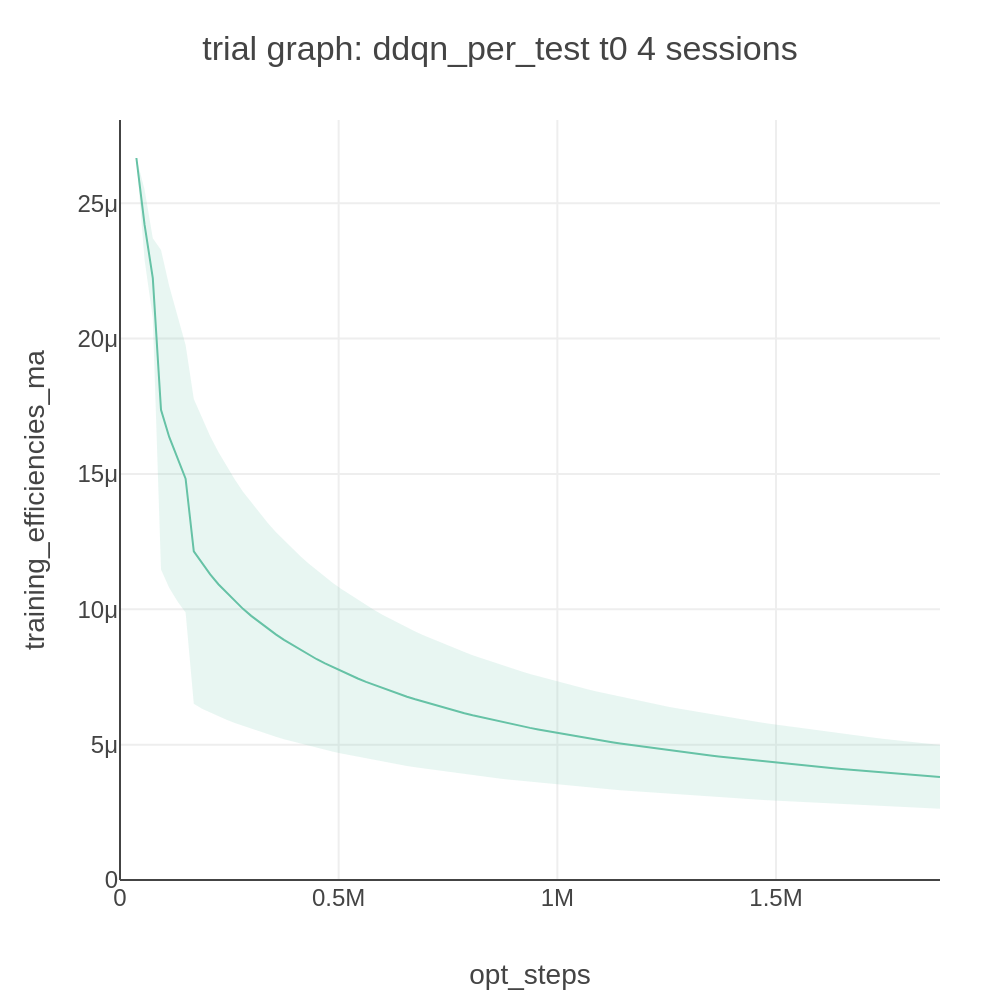 trial graph: ddqn_per_test t0 4 sessions
training_efficiencies_ma
25μ
20μ
15μ
10μ
5μ
0
0
0.5M
1M
1.5M
opt_steps